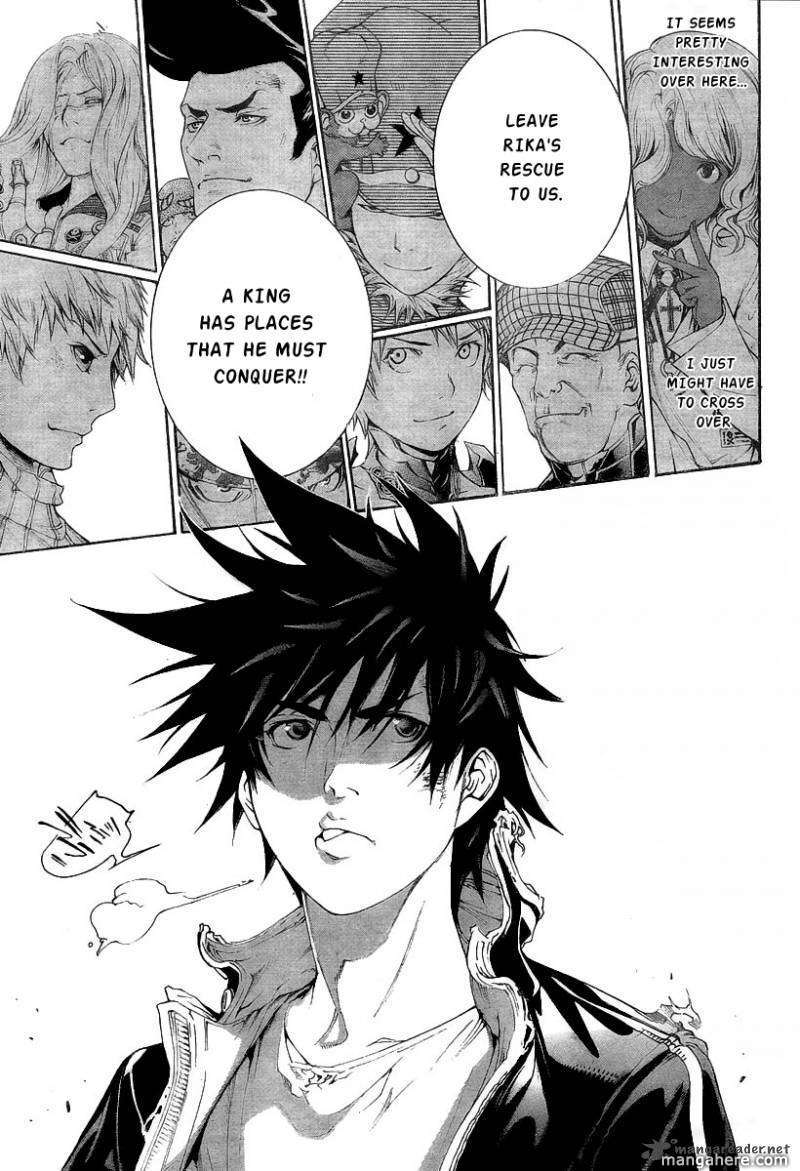 IT SEEMS
PRETTY
INTERESTING
OVER HERE...
I JUST
MIGHT HAVE
TO CROSS
OVER
LEAVE
RIKA'S
RESCUE
TO US.
A KING
HAS PLACES
THAT HE MUST
CONQUER!!
mangareader.net
mangahere.com